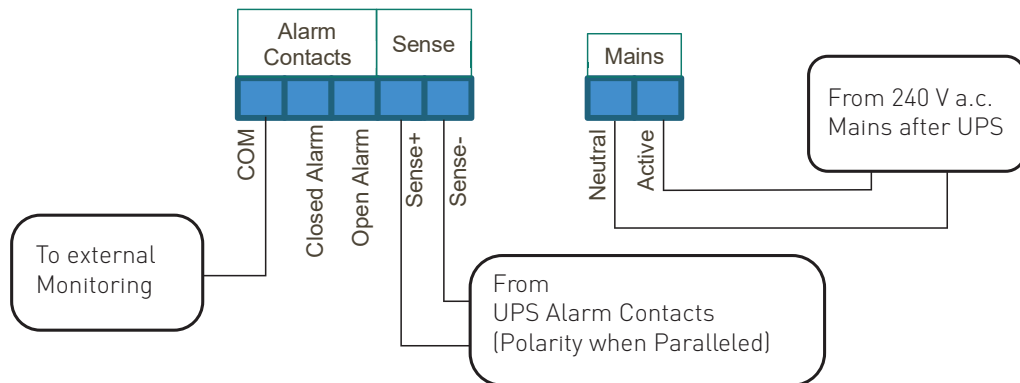 Alarm
Contacts
Sense
Mains
COM
Closed Alarm
Open Alarm
Sense+
Sense-
Neutral
Active
From 240 V a.c.
Mains after UPS
To external
Monitoring
From
UPS Alarm Contacts
(Polarity when Paralleled)